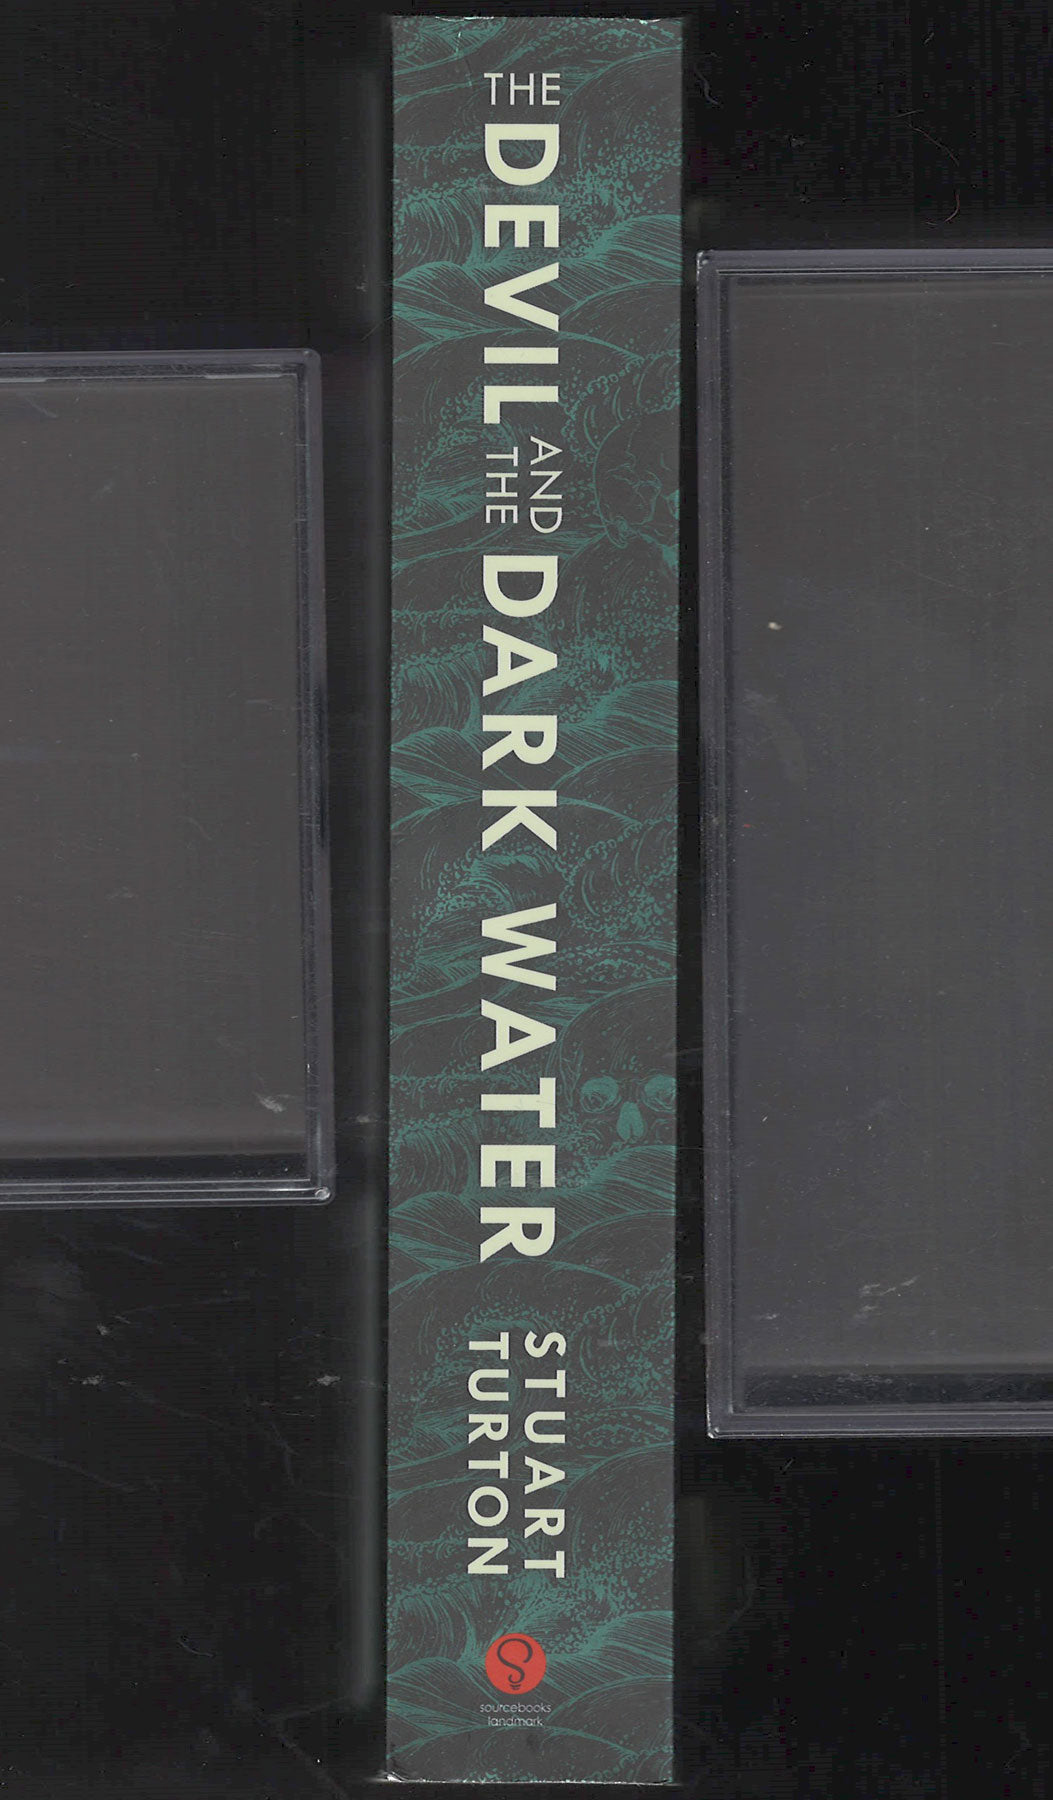 THE DEVIL AND THE DARK WATER
STUART
TURTON
sourcebooks
landmark